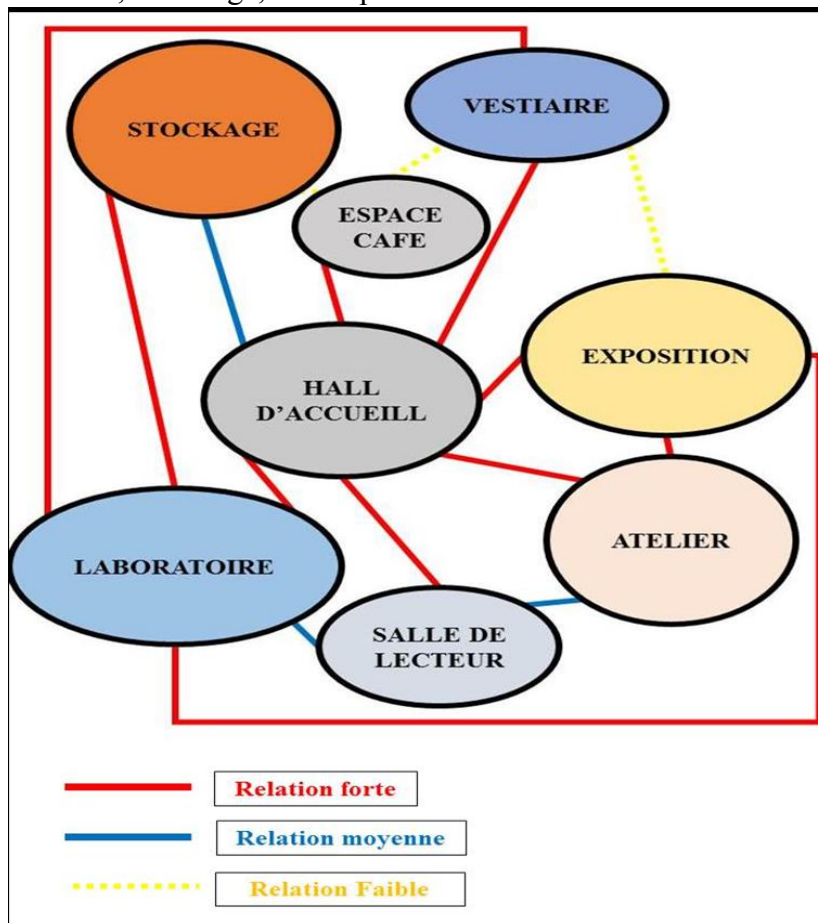 STOCKAGE
VESTIAIRE
ESPACE
CAFE
EXPOSITION
HALL
D'ACCUEILL
ATELIER
LABORATOIRE
SALLE DE
LECTEUR
Relation forte
Relation moyenne
Relation Faible